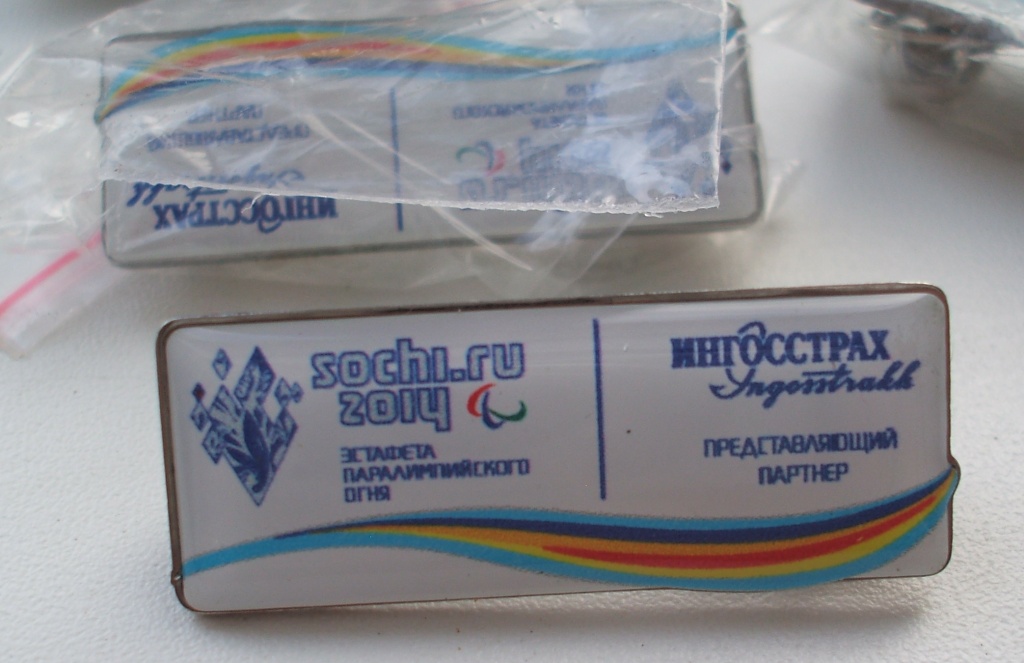 sochi.ru
2014
ЭСТАФЕТА
ПАРАЛИМПИЙСКОГО
ОГНЯ
ИНГОССТРАХ
Ingosstrakh
ПРЕДСТАВЛЯЮЩИЙ
ПАРТНЕР
ИНГОССТРАХ